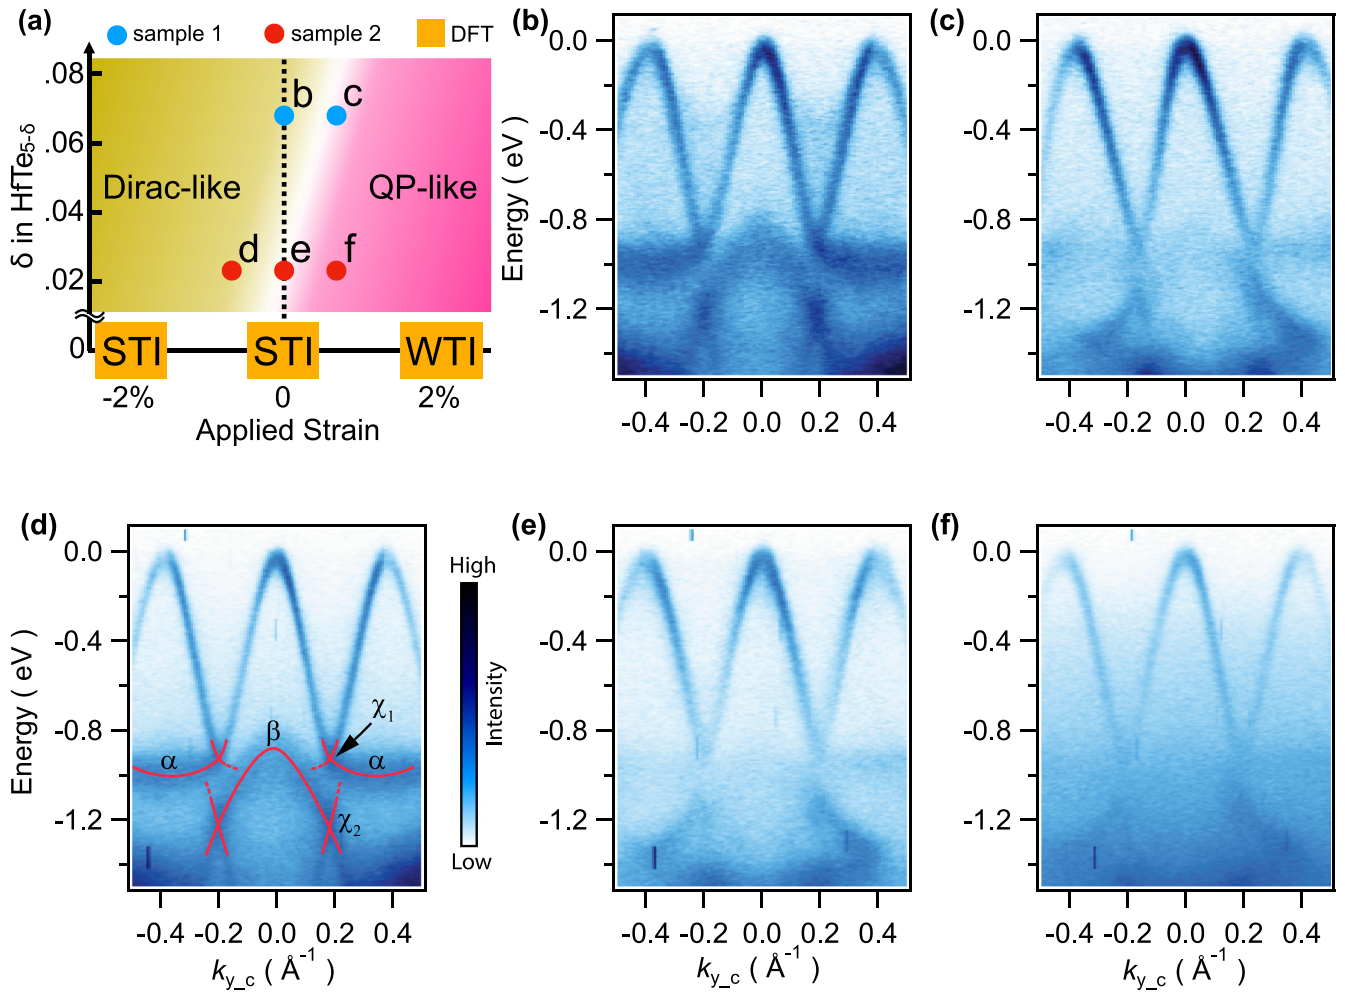 (a)
sample 1 sample 2 DFT
δ in HfTe5-δ
.08
.06
.04
.02
0
b c
Dirac-like QP-like
d e f
STI STI WTI
-2% 0 2%
Applied Strain
(b)
Energy ( eV )
0.0
-0.4
-0.8
-1.2
-0.4 -0.2 0.0 0.2 0.4
(c)
0.0
-0.4
-0.8
-1.2
-0.4 -0.2 0.0 0.2 0.4
(d)
Energy ( eV )
0.0
-0.4
-0.8
-1.2
χ1
β
α α
χ2
-0.4 -0.2 0.0 0.2 0.4
ky_c ( Å-1 )
High
Intensity
Low
(e)
0.0
-0.4
-0.8
-1.2
-0.4 -0.2 0.0 0.2 0.4
ky_c ( Å-1 )
(f)
0.0
-0.4
-0.8
-1.2
-0.4 -0.2 0.0 0.2 0.4
ky_c ( Å-1 )